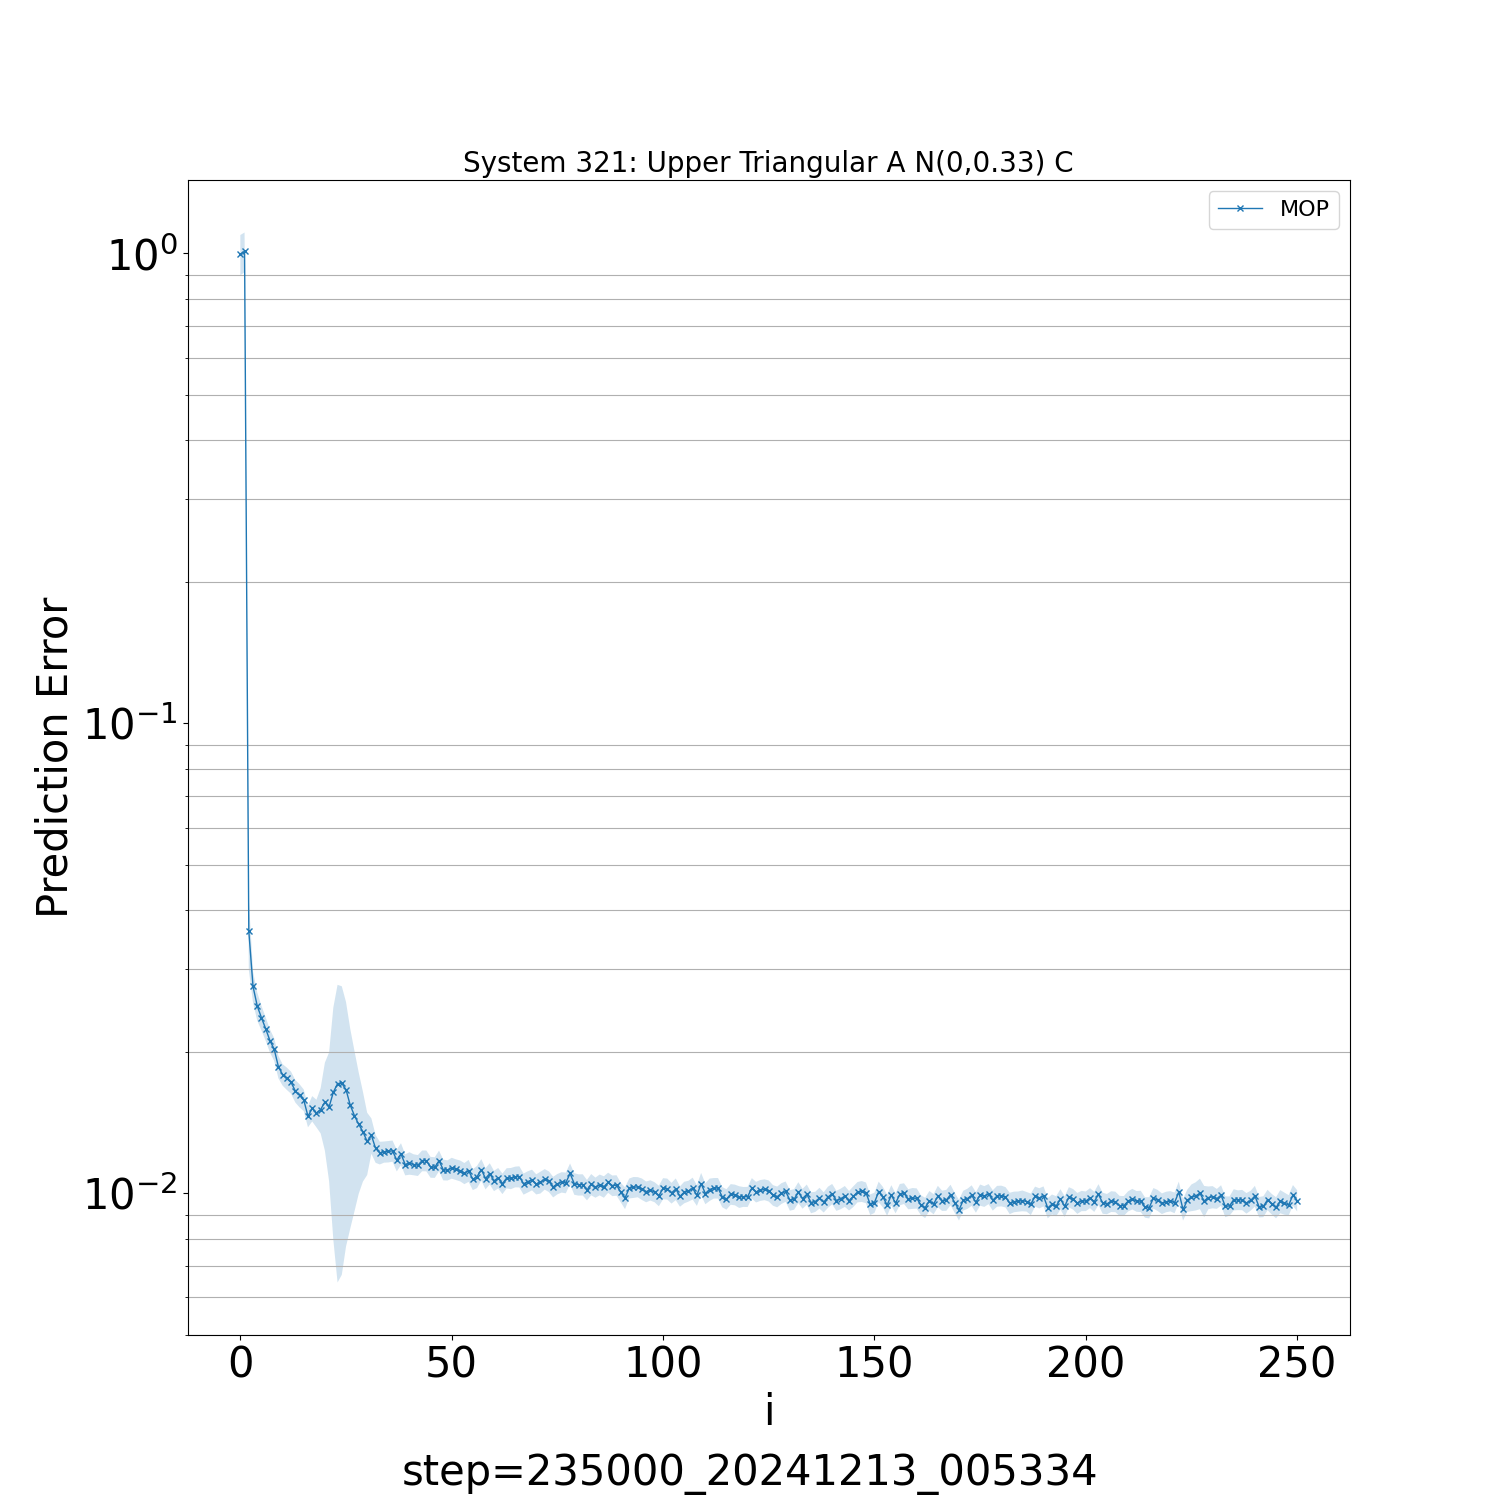 System 321: Upper Triangular A N(0,0.33) C
MOP
10⁰
10⁻¹
10⁻²
Prediction Error
0 50 100 150 200 250
i
step=235000_20241213_005334